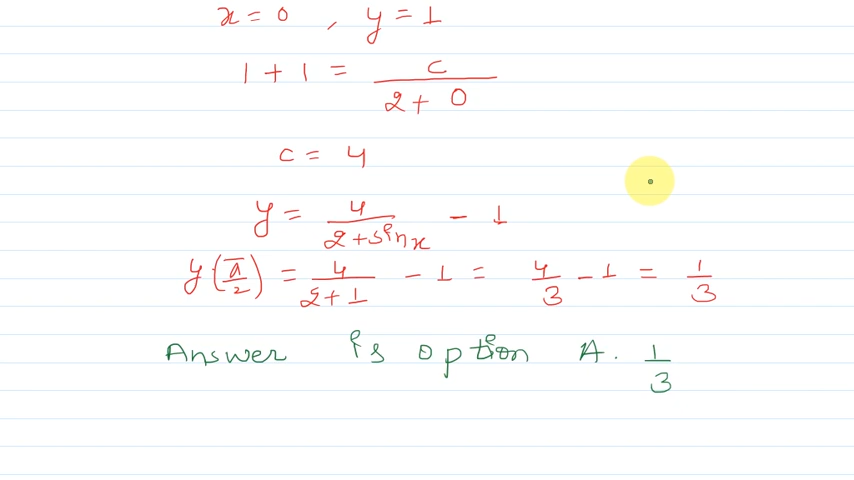 x = 0 , y = 1
1 + 1 = c / (2 + 0)
c = 4
y = 4 / (2 + sin x) - 1
y(π/2) = 4 / (2 + 1) - 1 = 4/3 - 1 = 1/3
Answer is option A. 1/3